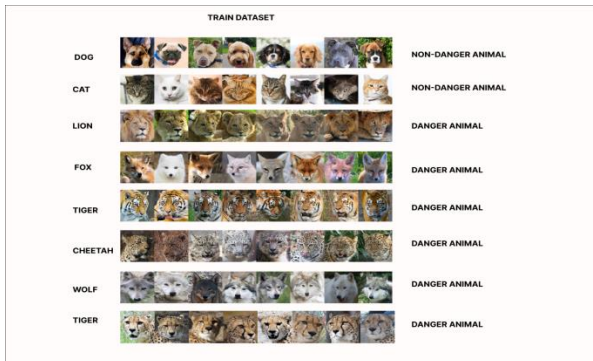 TRAIN DATASET
DOG NON-DANGER ANIMAL
CAT NON-DANGER ANIMAL
LION DANGER ANIMAL
FOX DANGER ANIMAL
TIGER DANGER ANIMAL
CHEETAH DANGER ANIMAL
WOLF DANGER ANIMAL
TIGER DANGER ANIMAL